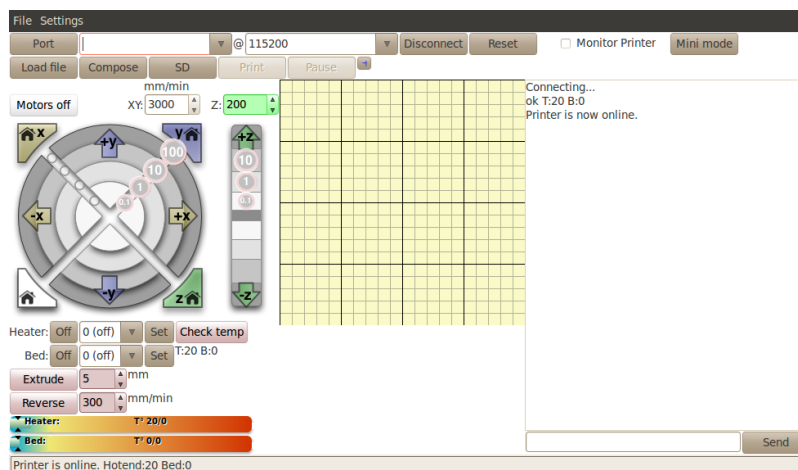 File Settings
Port @ 115200 Disconnect Reset Monitor Printer Mini mode
Load file Compose SD Print Pause
mm/min
Motors off XY: 3000 Z: 200
x +y y +z
100 10
10 1
1 0.1
0.1
-x +x
-y z -z
Heater: Off 0 (off) Set Check temp
Bed: Off 0 (off) Set T:20 B:0
Extrude 5 mm
Reverse 300 mm/min
Heater: T° 20/0
Bed: T° 0/0
Connecting...
ok T:20 B:0
Printer is now online.
Send
Printer is online. Hotend:20 Bed:0